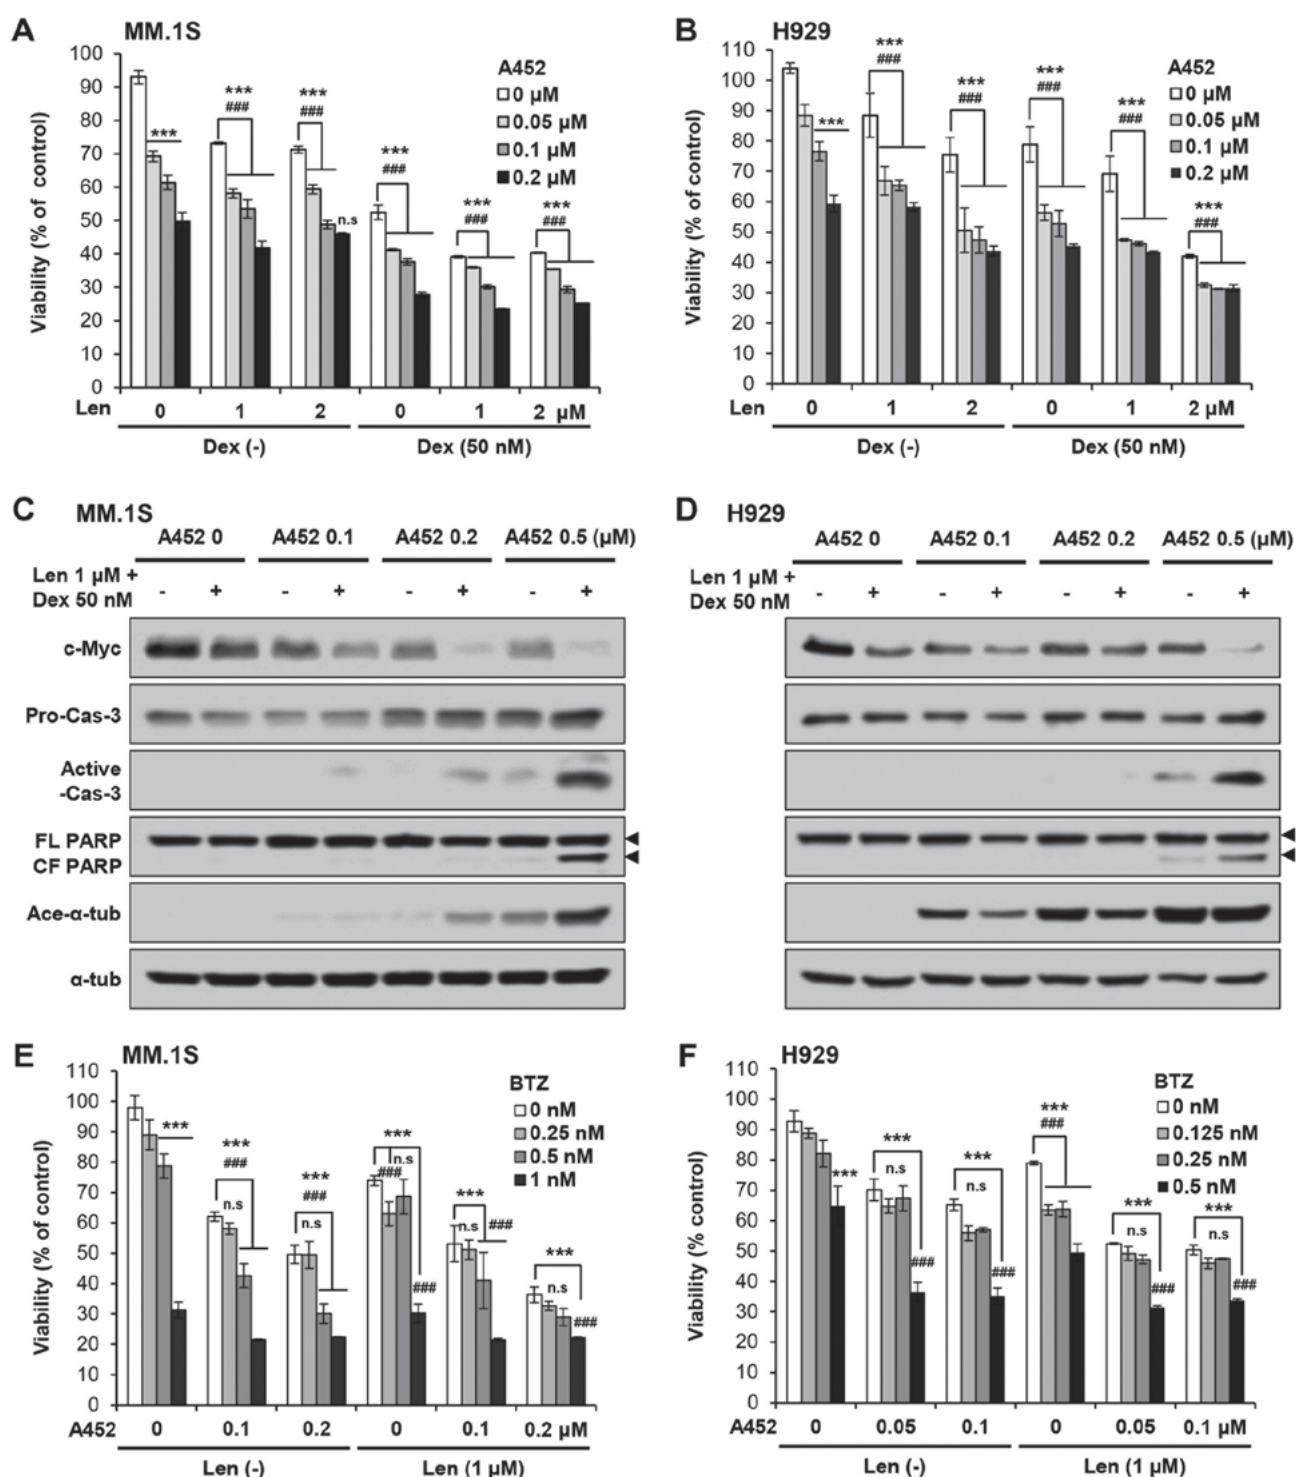 A MM.1S
Viability (% of control)
100
90
80
70
60
50
40
30
20
10
0
A452
0 µM
0.05 µM
0.1 µM
0.2 µM
***
*** ###
*** ###
n.s
*** ###
*** ###
*** ###
Len 0 1 2 0 1 2 µM
Dex (-) Dex (50 nM)
B H929
Viability (% of control)
110
100
90
80
70
60
50
40
30
20
10
0
A452
0 µM
0.05 µM
0.1 µM
0.2 µM
***
*** ###
*** ###
*** ###
*** ###
*** ###
Len 0 1 2 0 1 2 µM
Dex (-) Dex (50 nM)
C MM.1S
A452 0 A452 0.1 A452 0.2 A452 0.5 (µM)
Len 1 µM +
Dex 50 nM - + - + - + - +
c-Myc
Pro-Cas-3
Active
-Cas-3
FL PARP
CF PARP
Ace-α-tub
α-tub
D H929
A452 0 A452 0.1 A452 0.2 A452 0.5 (µM)
Len 1 µM +
Dex 50 nM - + - + - + - +
E MM.1S
Viability (% of control)
110
100
90
80
70
60
50
40
30
20
10
0
BTZ
0 nM
0.25 nM
0.5 nM
1 nM
***
*** ### n.s
*** ### n.s
*** ### n.s ###
*** n.s ###
*** n.s ###
A452 0 0.1 0.2 0 0.1 0.2 µM
Len (-) Len (1 µM)
F H929
Viability (% control)
110
100
90
80
70
60
50
40
30
20
10
0
BTZ
0 nM
0.125 nM
0.25 nM
0.5 nM
***
*** n.s ###
*** n.s ###
*** ###
*** n.s ###
*** n.s ###
A452 0 0.05 0.1 0 0.05 0.1 µM
Len (-) Len (1 µM)